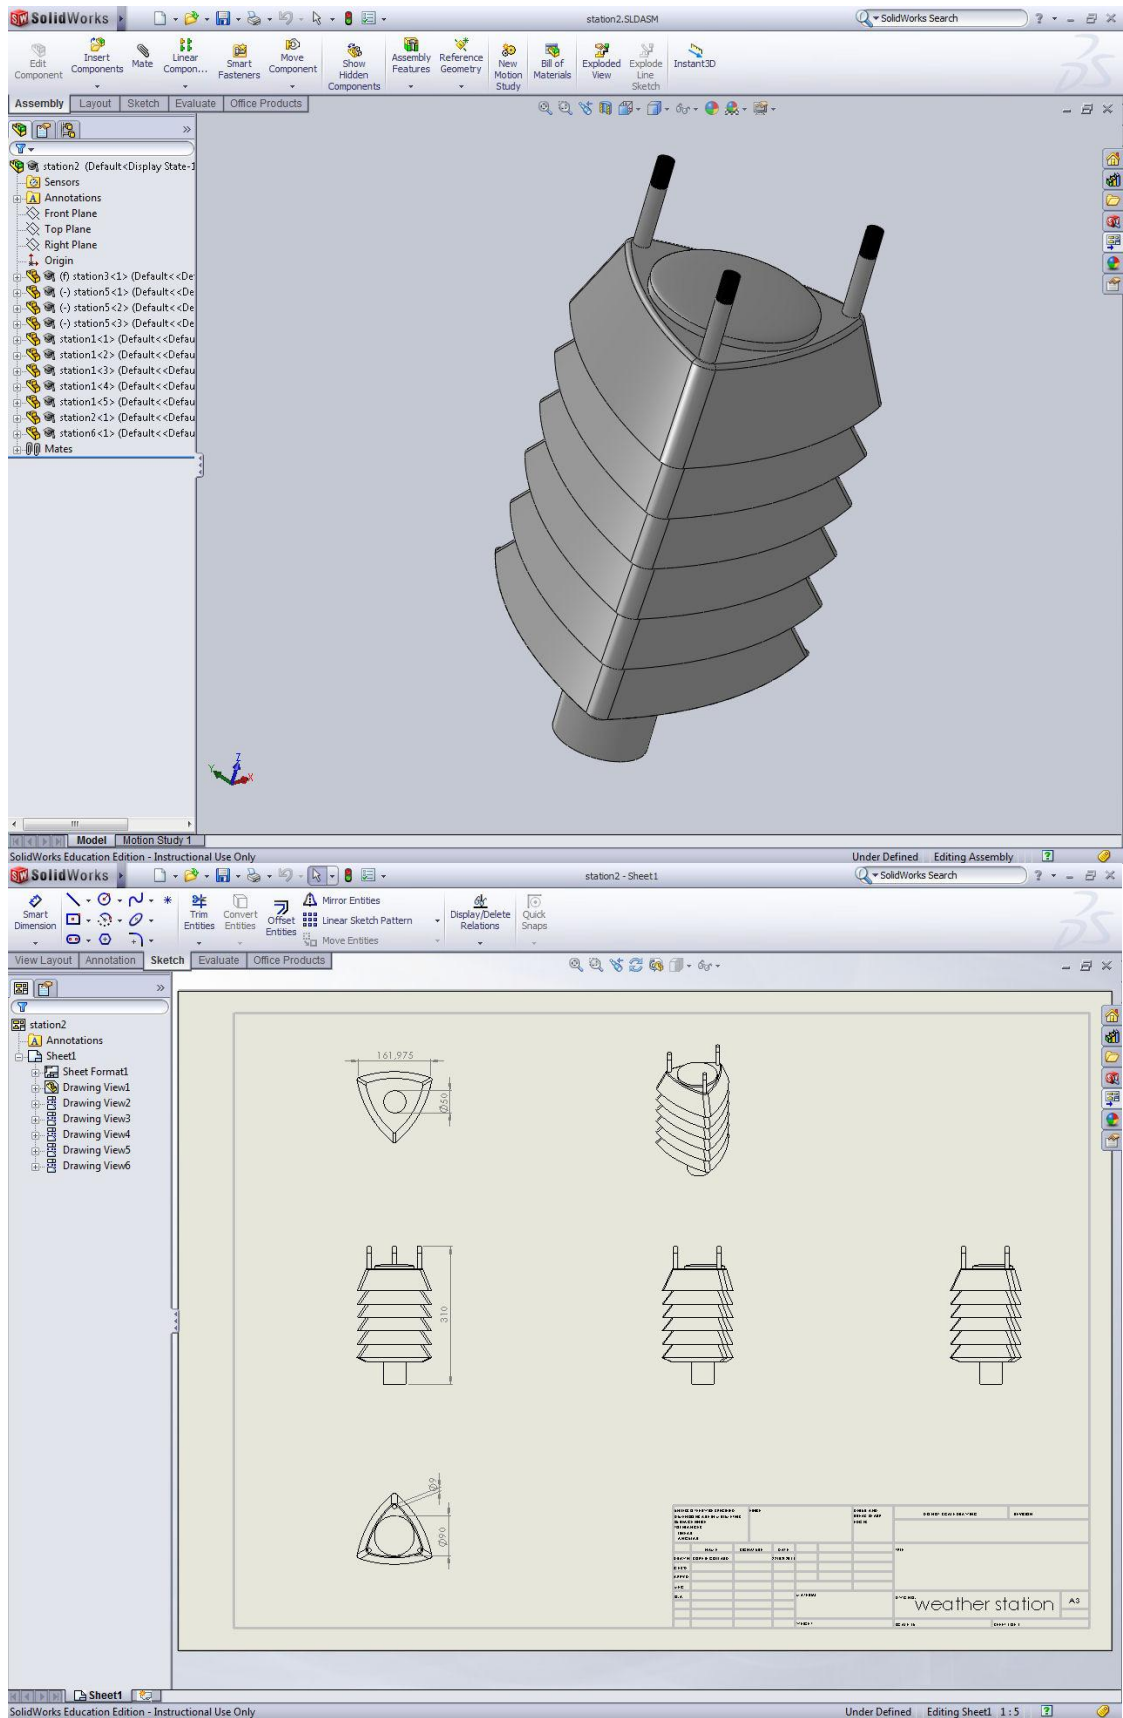 SolidWorks
station2.SLDASM
SolidWorks Search
Edit Component
Insert Components
Mate
Linear Compon...
Smart Fasteners
Move Component
Show Hidden Components
Assembly Features
Reference Geometry
New Motion Study
Bill of Materials
Exploded View
Explode Line Sketch
Instant3D
Assembly Layout Sketch Evaluate Office Products
station2 (Default<Display State-1
Sensors
Annotations
Front Plane
Top Plane
Right Plane
Origin
(f) station3<1> (Default<<De
(-) station5<1> (Default<<De
(-) station5<2> (Default<<De
(-) station5<3> (Default<<De
station1<1> (Default<<Defau
station1<2> (Default<<Defau
station1<3> (Default<<Defau
station1<4> (Default<<Defau
station1<5> (Default<<Defau
station2<1> (Default<<Defau
station6<1> (Default<<Defau
Mates
Z
Y
X
Model Motion Study 1
SolidWorks Education Edition - Instructional Use Only
Under Defined Editing Assembly
SolidWorks
station2 - Sheet1
SolidWorks Search
Smart Dimension
Trim Entities
Convert Entities
Offset Entities
Mirror Entities
Linear Sketch Pattern
Move Entities
Display/Delete Relations
Quick Snaps
View Layout Annotation Sketch Evaluate Office Products
station2
Annotations
Sheet1
Sheet Format1
Drawing View1
Drawing View2
Drawing View3
Drawing View4
Drawing View5
Drawing View6
161,975
Ø50
310
Ø9
Ø90
weather station
A3
Sheet1
SolidWorks Education Edition - Instructional Use Only
Under Defined Editing Sheet1 1 : 5